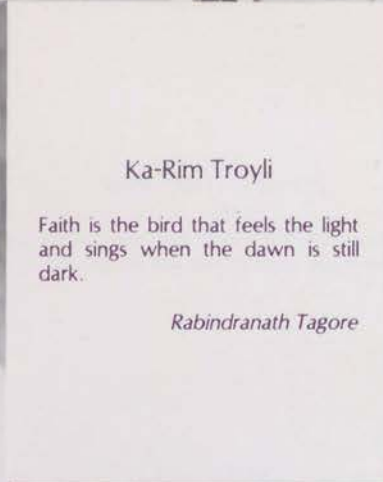 Ka-Rim Troyli
Faith is the bird that feels the light
and sings when the dawn is still
dark.
Rabindranath Tagore